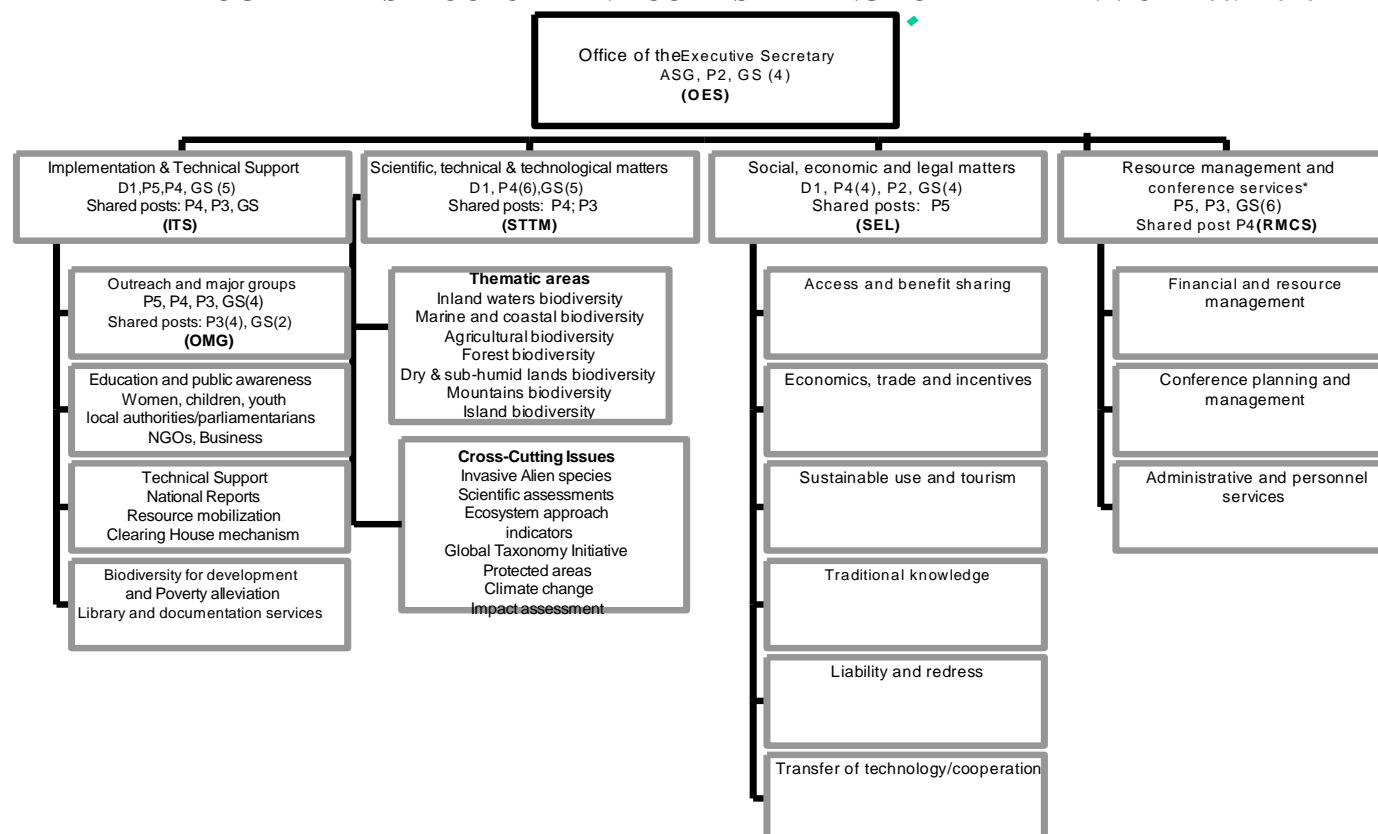 Office of theExecutive Secretary
ASG, P2, GS (4)
(OES)
Implementation & Technical Support
D1,P5,P4, GS (5)
Shared posts: P4, P3, GS
(ITS)
Scientific, technical & technological matters
D1, P4(6),GS(5)
Shared posts: P4; P3
(STTM)
Social, economic and legal matters
D1, P4(4), P2, GS(4)
Shared posts: P5
(SEL)
Resource management and
conference services*
P5, P3, GS(6)
Shared post P4(RMCS)
Outreach and major groups
P5, P4, P3, GS(4)
Shared posts: P3(4), GS(2)
(OMG)
Education and public awareness
Women, children, youth
local authorities/parliamentarians
NGOs, Business
Technical Support
National Reports
Resource mobilization
Clearing House mechanism
Biodiversity for development
and Poverty alleviation
Library and documentation services
Thematic areas
Inland waters biodiversity
Marine and coastal biodiversity
Agricultural biodiversity
Forest biodiversity
Dry & sub-humid lands biodiversity
Mountains biodiversity
Island biodiversity
Cross-Cutting Issues
Invasive Alien species
Scientific assessments
Ecosystem approach
indicators
Global Taxonomy Initiative
Protected areas
Climate change
Impact assessment
Access and benefit sharing
Economics, trade and incentives
Sustainable use and tourism
Traditional knowledge
Liability and redress
Transfer of technology/cooperation
Financial and resource
management
Conference planning and
management
Administrative and personnel
services